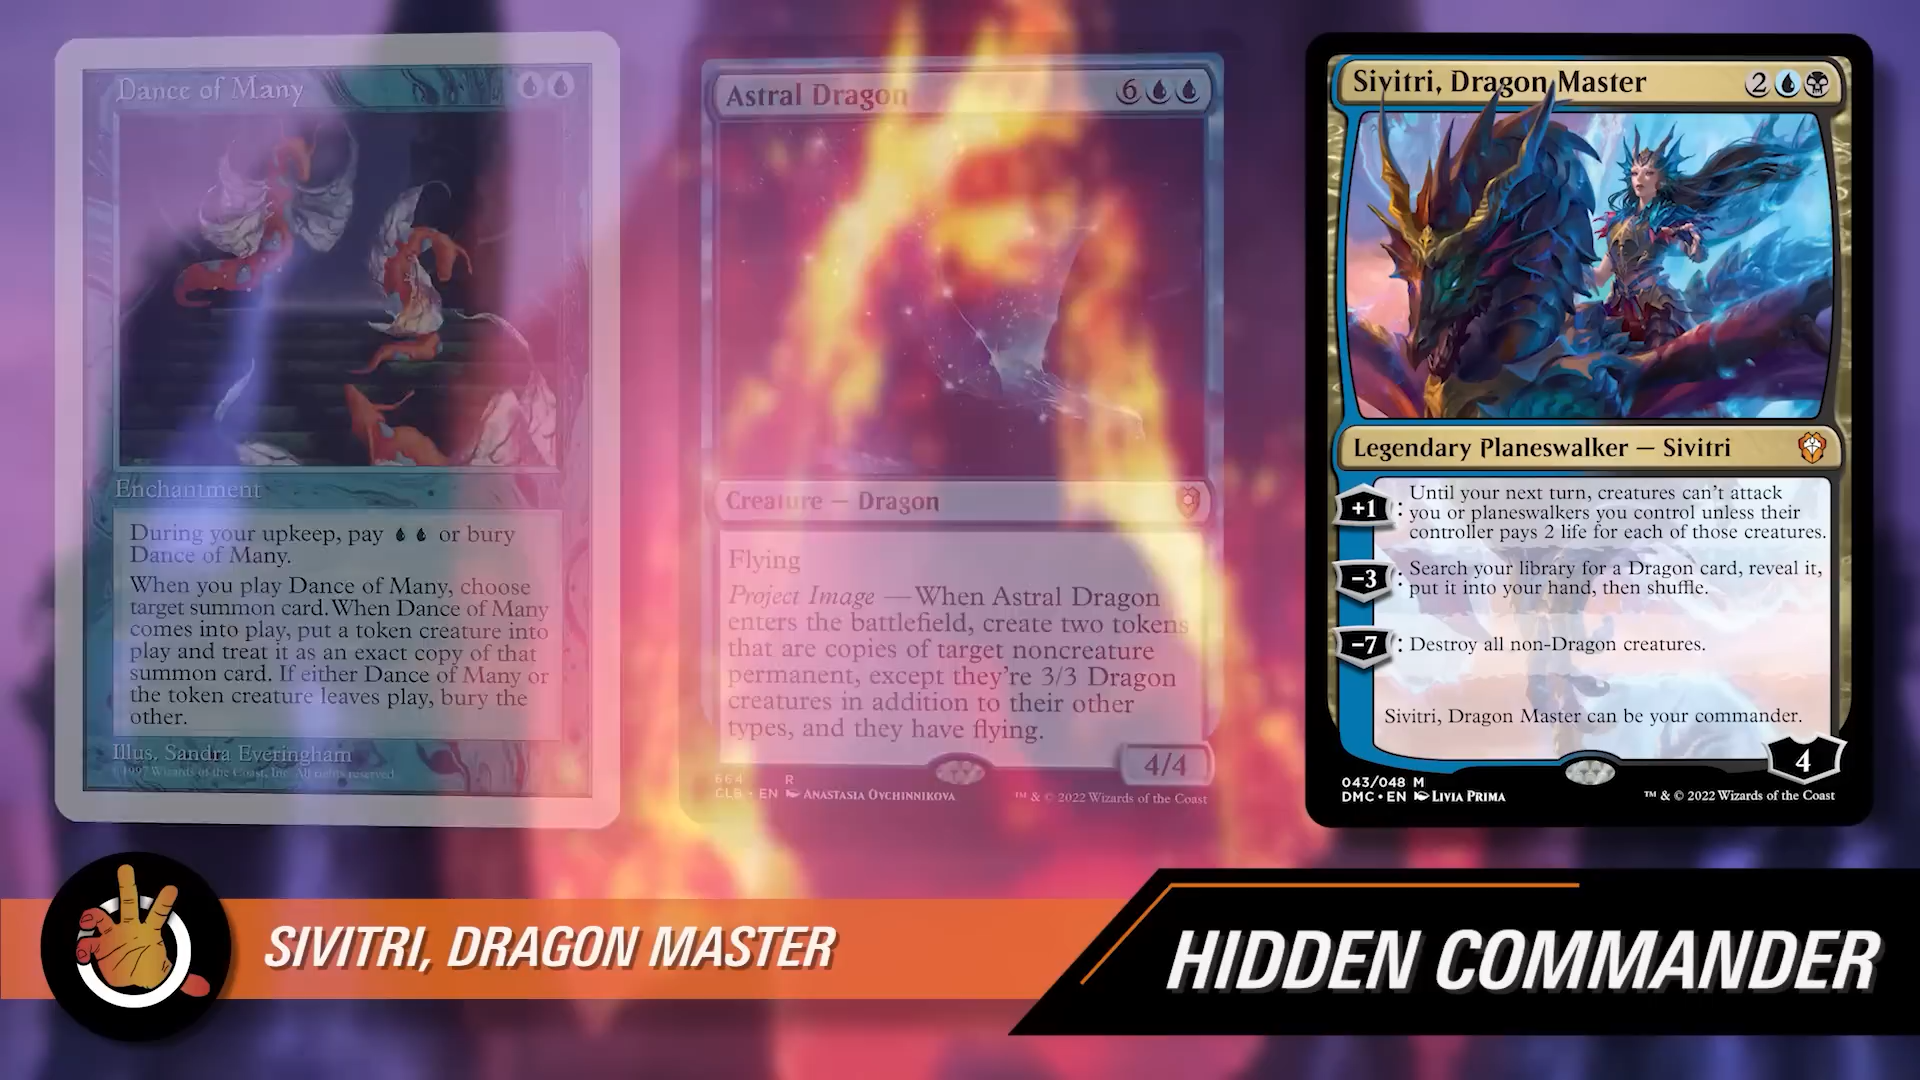 Dance of Many
Enchantment
During your upkeep, pay or bury
Dance of Many.
When you play Dance of Many, choose
target summon card. When Dance of Many
comes into play, put a token creature into
play and treat it as an exact copy of that
summon card. If either Dance of Many or
the token creature leaves play, bury the
other.
Illus. Sandra Everingham
©1997 Wizards of the Coast, Inc. All rights reserved.
Astral Dragon 6
Creature — Dragon
Flying
Project Image — When Astral Dragon
enters the battlefield, create two tokens
that are copies of target noncreature
permanent, except they're 3/3 Dragon
creatures in addition to their other
types, and they have flying.
4/4
664 R
CLB • EN ANASTASIA OVCHINNIKOVA
™ & © 2022 Wizards of the Coast
Sivitri, Dragon Master 2
Legendary Planeswalker — Sivitri
+1 : Until your next turn, creatures can't attack
you or planeswalkers you control unless their
controller pays 2 life for each of those creatures.
−3 : Search your library for a Dragon card, reveal it,
put it into your hand, then shuffle.
−7 : Destroy all non-Dragon creatures.
Sivitri, Dragon Master can be your commander.
4
043/048 M
DMC • EN LIVIA PRIMA
™ & © 2022 Wizards of the Coast
SIVITRI, DRAGON MASTER
HIDDEN COMMANDER